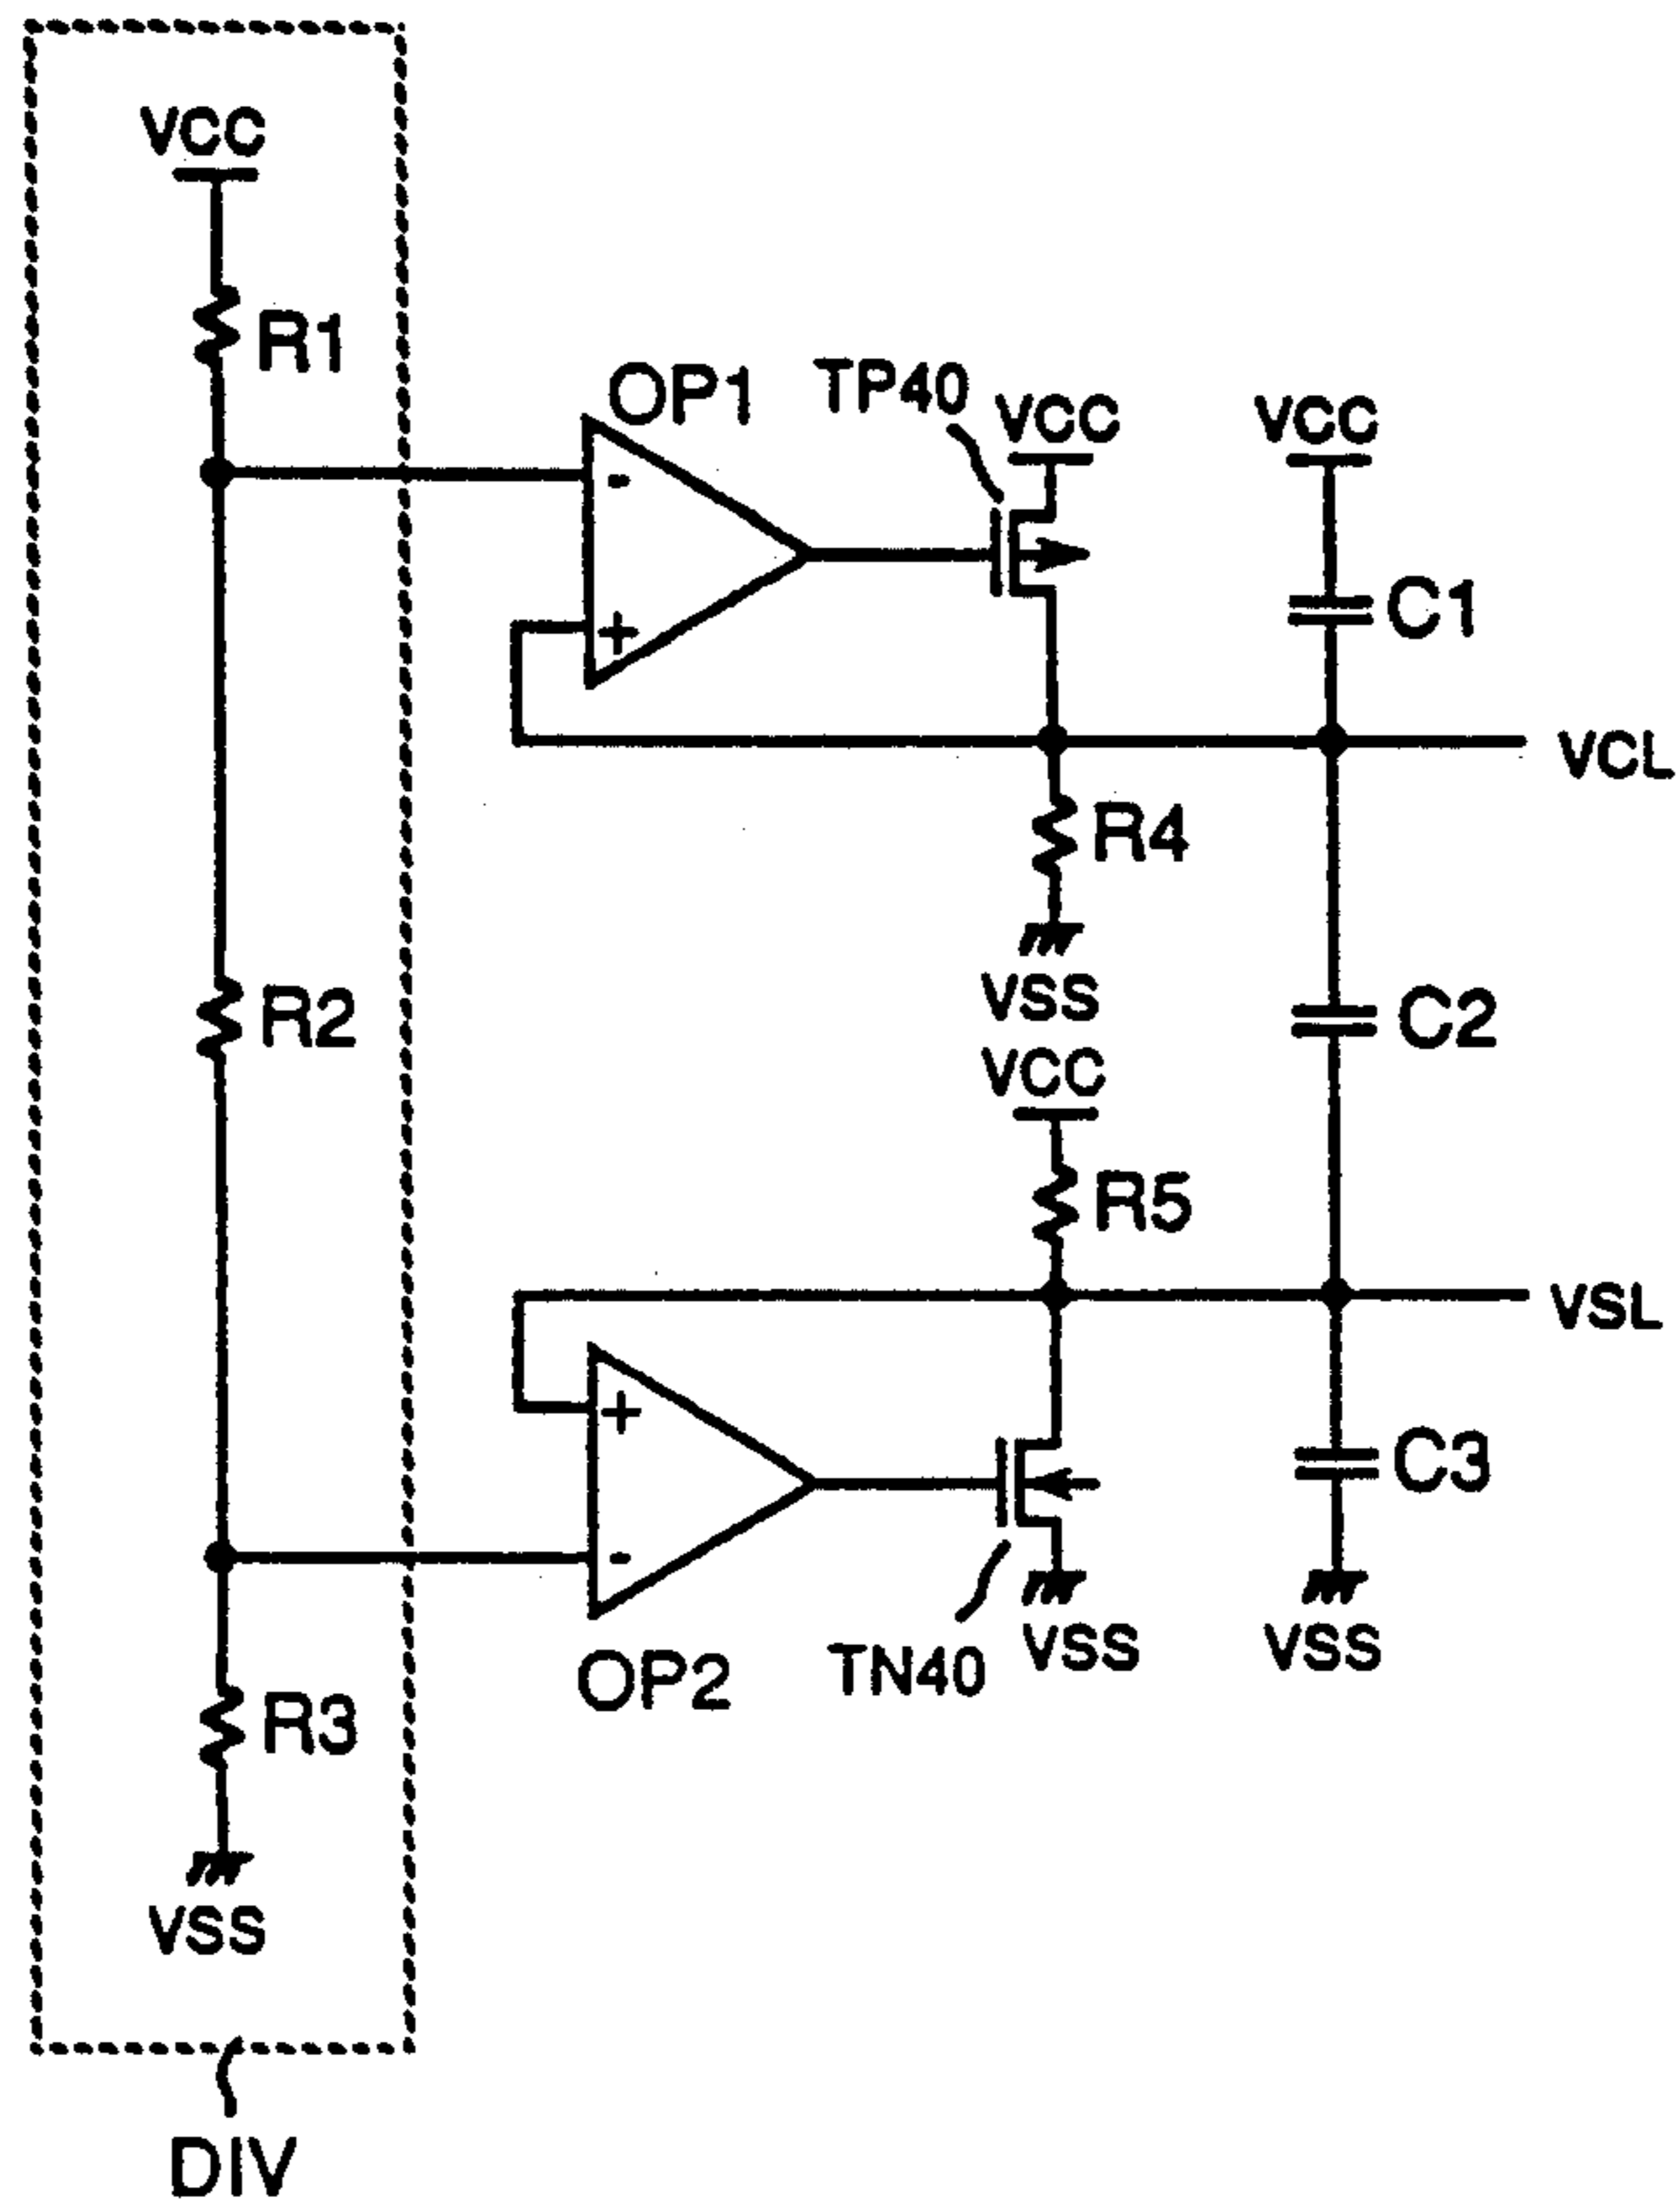 VCC
R1
OP1
TP40
VCC
VCC
-
+
C1
VCL
R4
VSS
R2
C2
VCC
R5
VSL
+
-
C3
OP2
TN40
VSS
VSS
R3
VSS
DIV